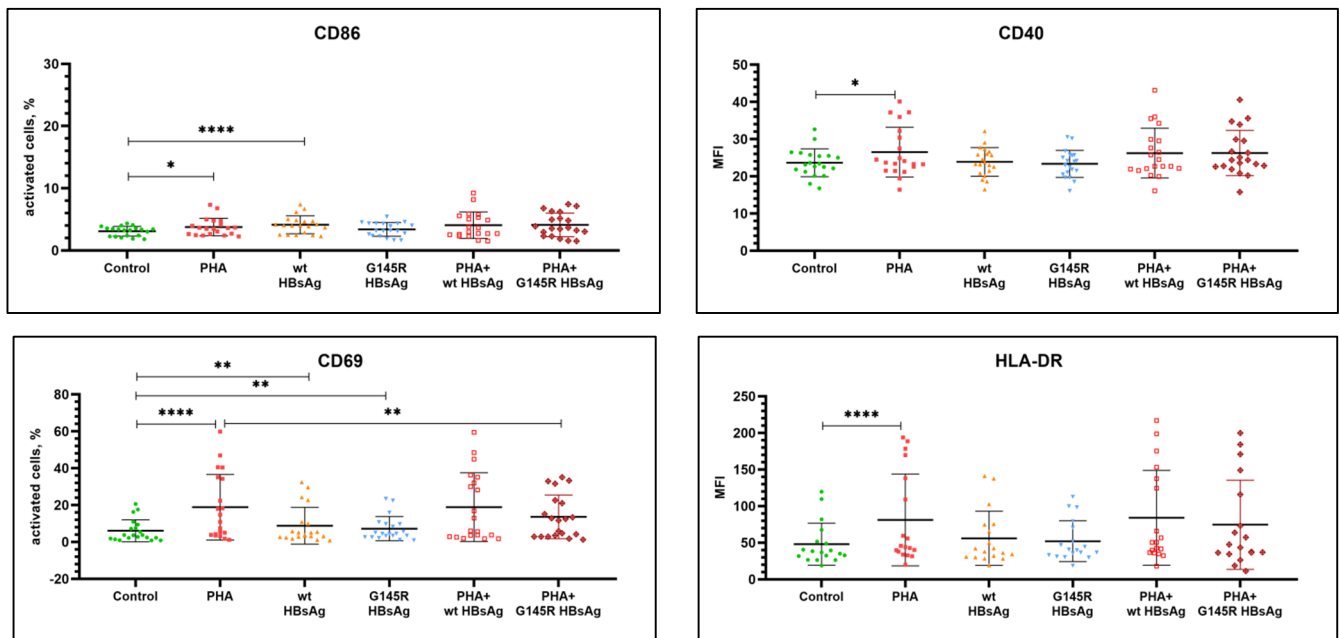 CD86
activated cells, %
30
20
10
0
****
*
Control
PHA
wt
HBsAg
G145R
HBsAg
PHA+
wt HBsAg
PHA+
G145R HBsAg
CD40
MFI
50
40
30
20
10
0
*
Control
PHA
wt
HBsAg
G145R
HBsAg
PHA+
wt HBsAg
PHA+
G145R HBsAg
CD69
activated cells, %
80
60
40
20
0
-20
**
**
****
**
Control
PHA
wt
HBsAg
G145R
HBsAg
PHA+
wt HBsAg
PHA+
G145R HBsAg
HLA-DR
MFI
250
200
150
100
50
0
****
Control
PHA
wt
HBsAg
G145R
HBsAg
PHA+
wt HBsAg
PHA+
G145R HBsAg